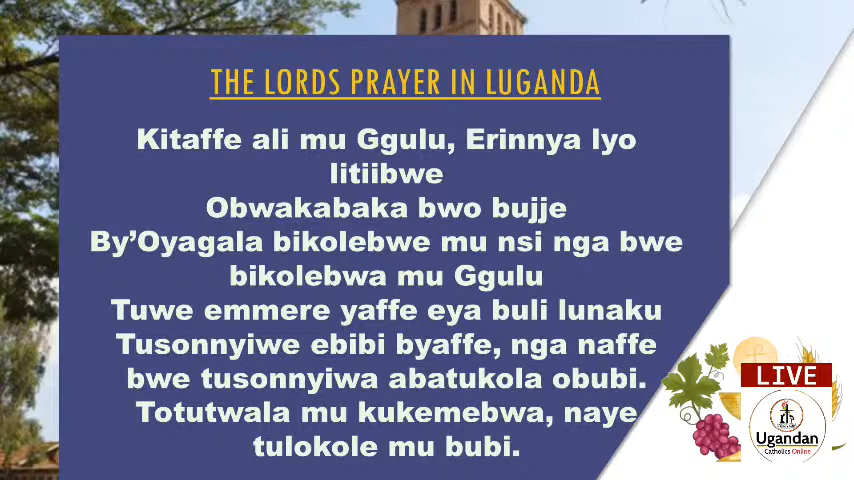 THE LORDS PRAYER IN LUGANDA
Kitaffe ali mu Ggulu, Erinnya lyo
litiibwe
Obwakabaka bwo bujje
By’Oyagala bikolebwe mu nsi nga bwe
bikolebwa mu Ggulu
Tuwe emmere yaffe eya buli lunaku
Tusonnyiwe ebibi byaffe, nga naffe
bwe tusonnyiwa abatukola obubi.
Totutwala mu kukemebwa, naye
tulokole mu bubi.
LIVE
Ugandan
Catholics Online